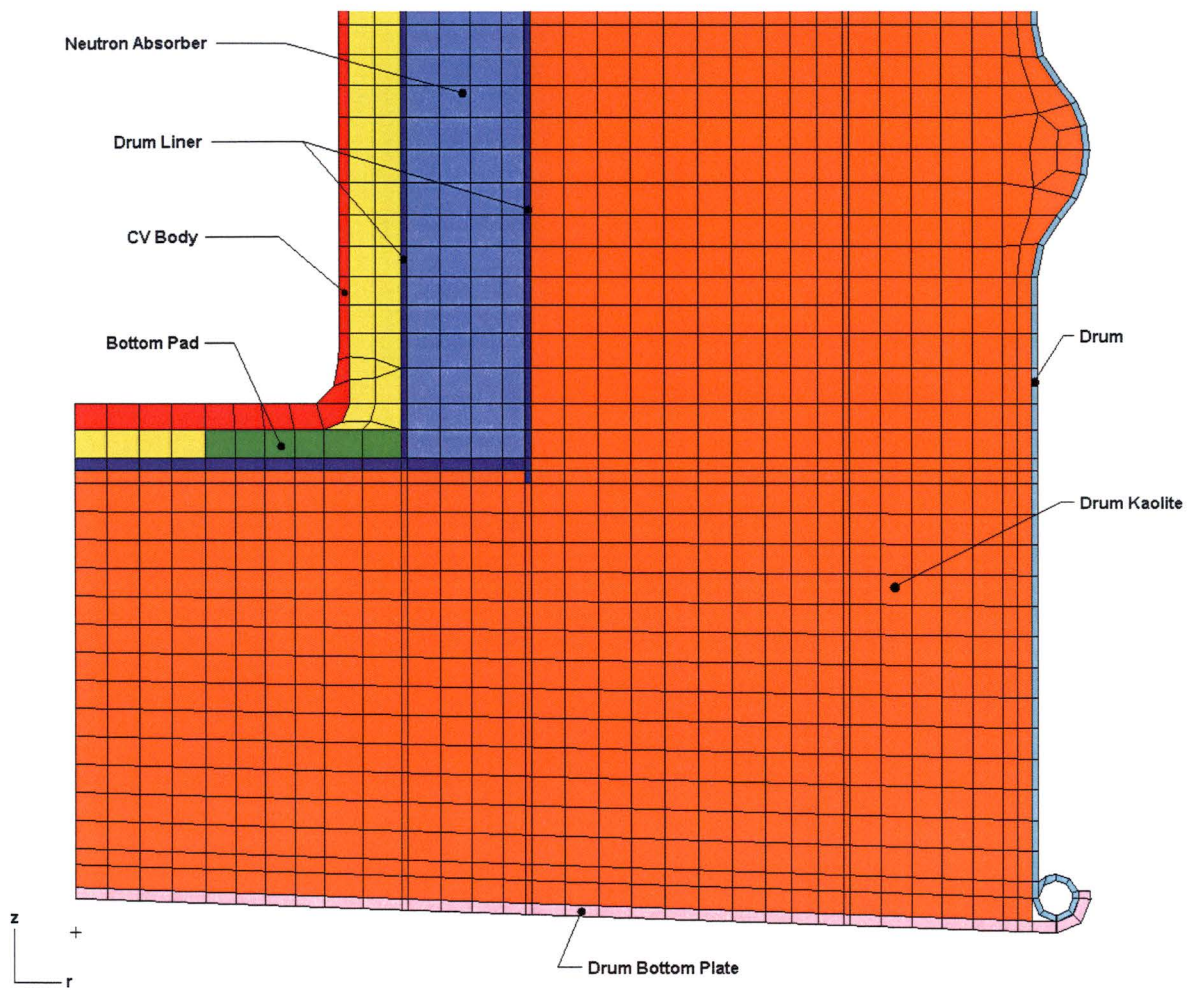 Neutron Absorber
Drum Liner
CV Body
Bottom Pad
Drum
Drum Kaolite
z
r
Drum Bottom Plate